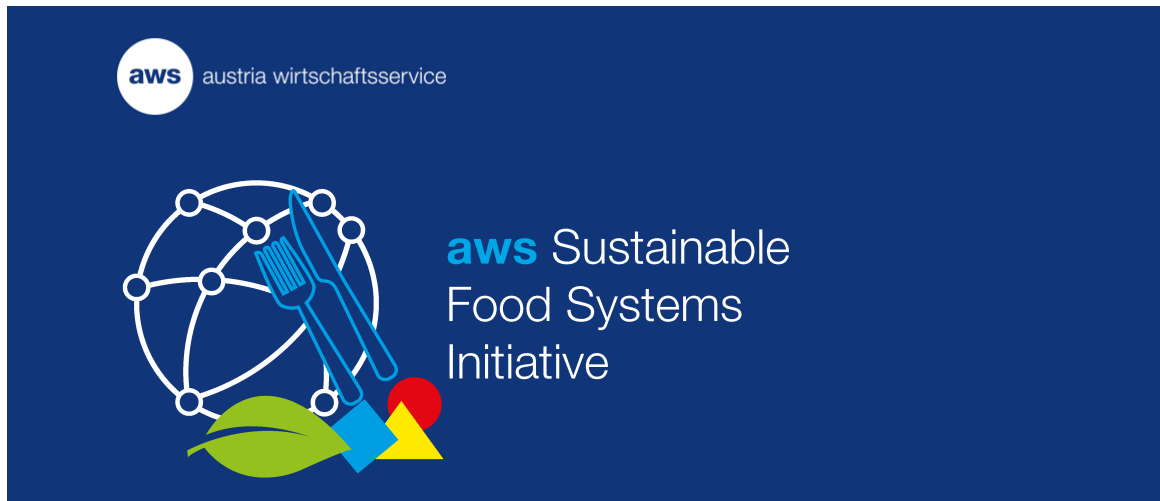 aws austria wirtschaftsservice
aws Sustainable
Food Systems
Initiative